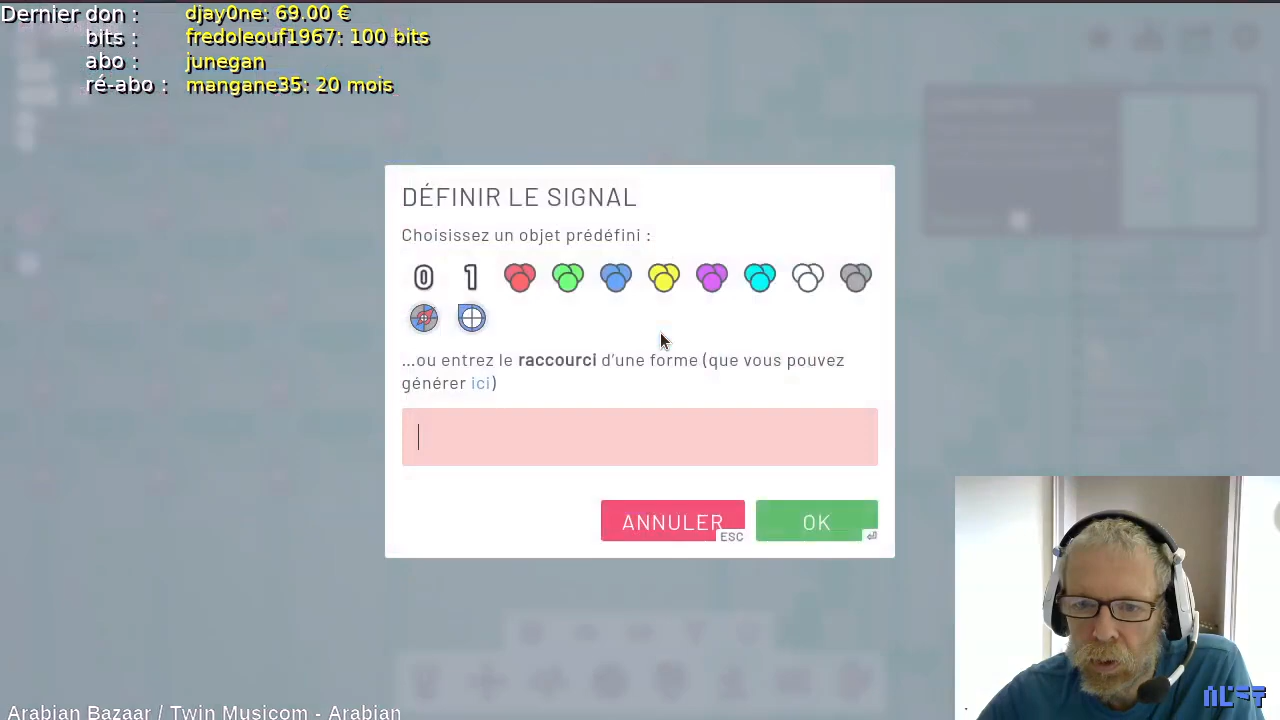 Dernier don : djay0ne: 69.00 €
bits : fredoleouf1967: 100 bits
abo : junegan
ré-abo : mangane35: 20 mois
DÉFINIR LE SIGNAL
Choisissez un objet prédéfini :
0 1
...ou entrez le raccourci d'une forme (que vous pouvez
générer ici)
ANNULER ESC OK
Arabian Bazaar / Twin Musicom - Arabian